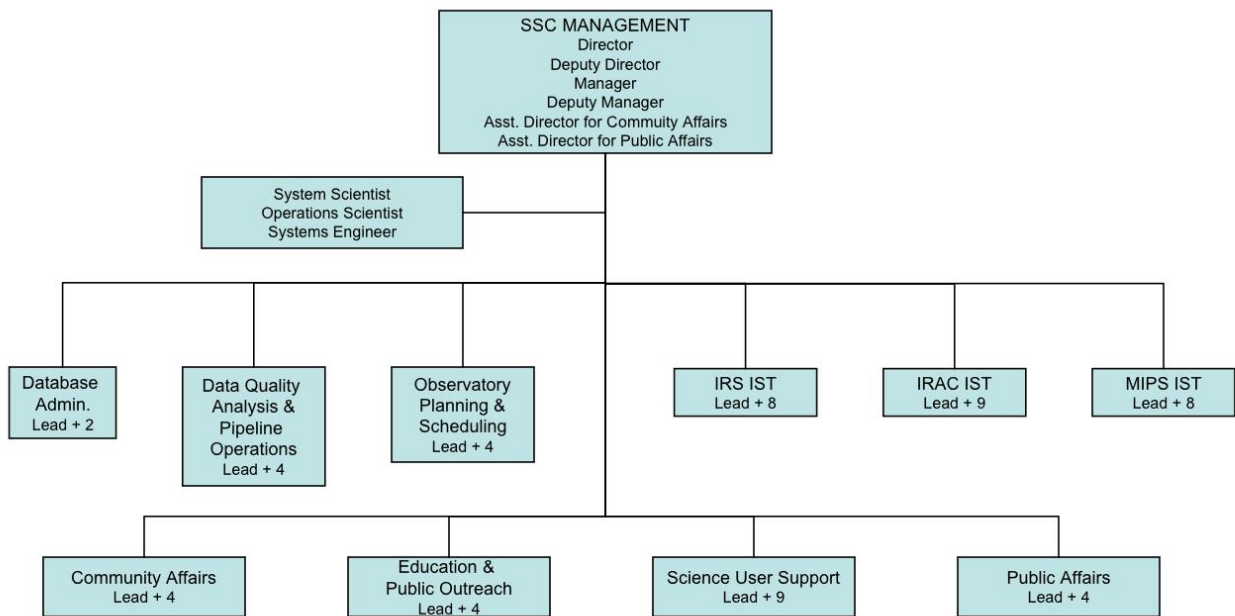 SSC MANAGEMENT
Director
Deputy Director
Manager
Deputy Manager
Asst. Director for Commuity Affairs
Asst. Director for Public Affairs
System Scientist
Operations Scientist
Systems Engineer
Database
Admin.
Lead + 2
Data Quality
Analysis &
Pipeline
Operations
Lead + 4
Observatory
Planning &
Scheduling
Lead + 4
IRS IST
Lead + 8
IRAC IST
Lead + 9
MIPS IST
Lead + 8
Community Affairs
Lead + 4
Education &
Public Outreach
Lead + 4
Science User Support
Lead + 9
Public Affairs
Lead + 4